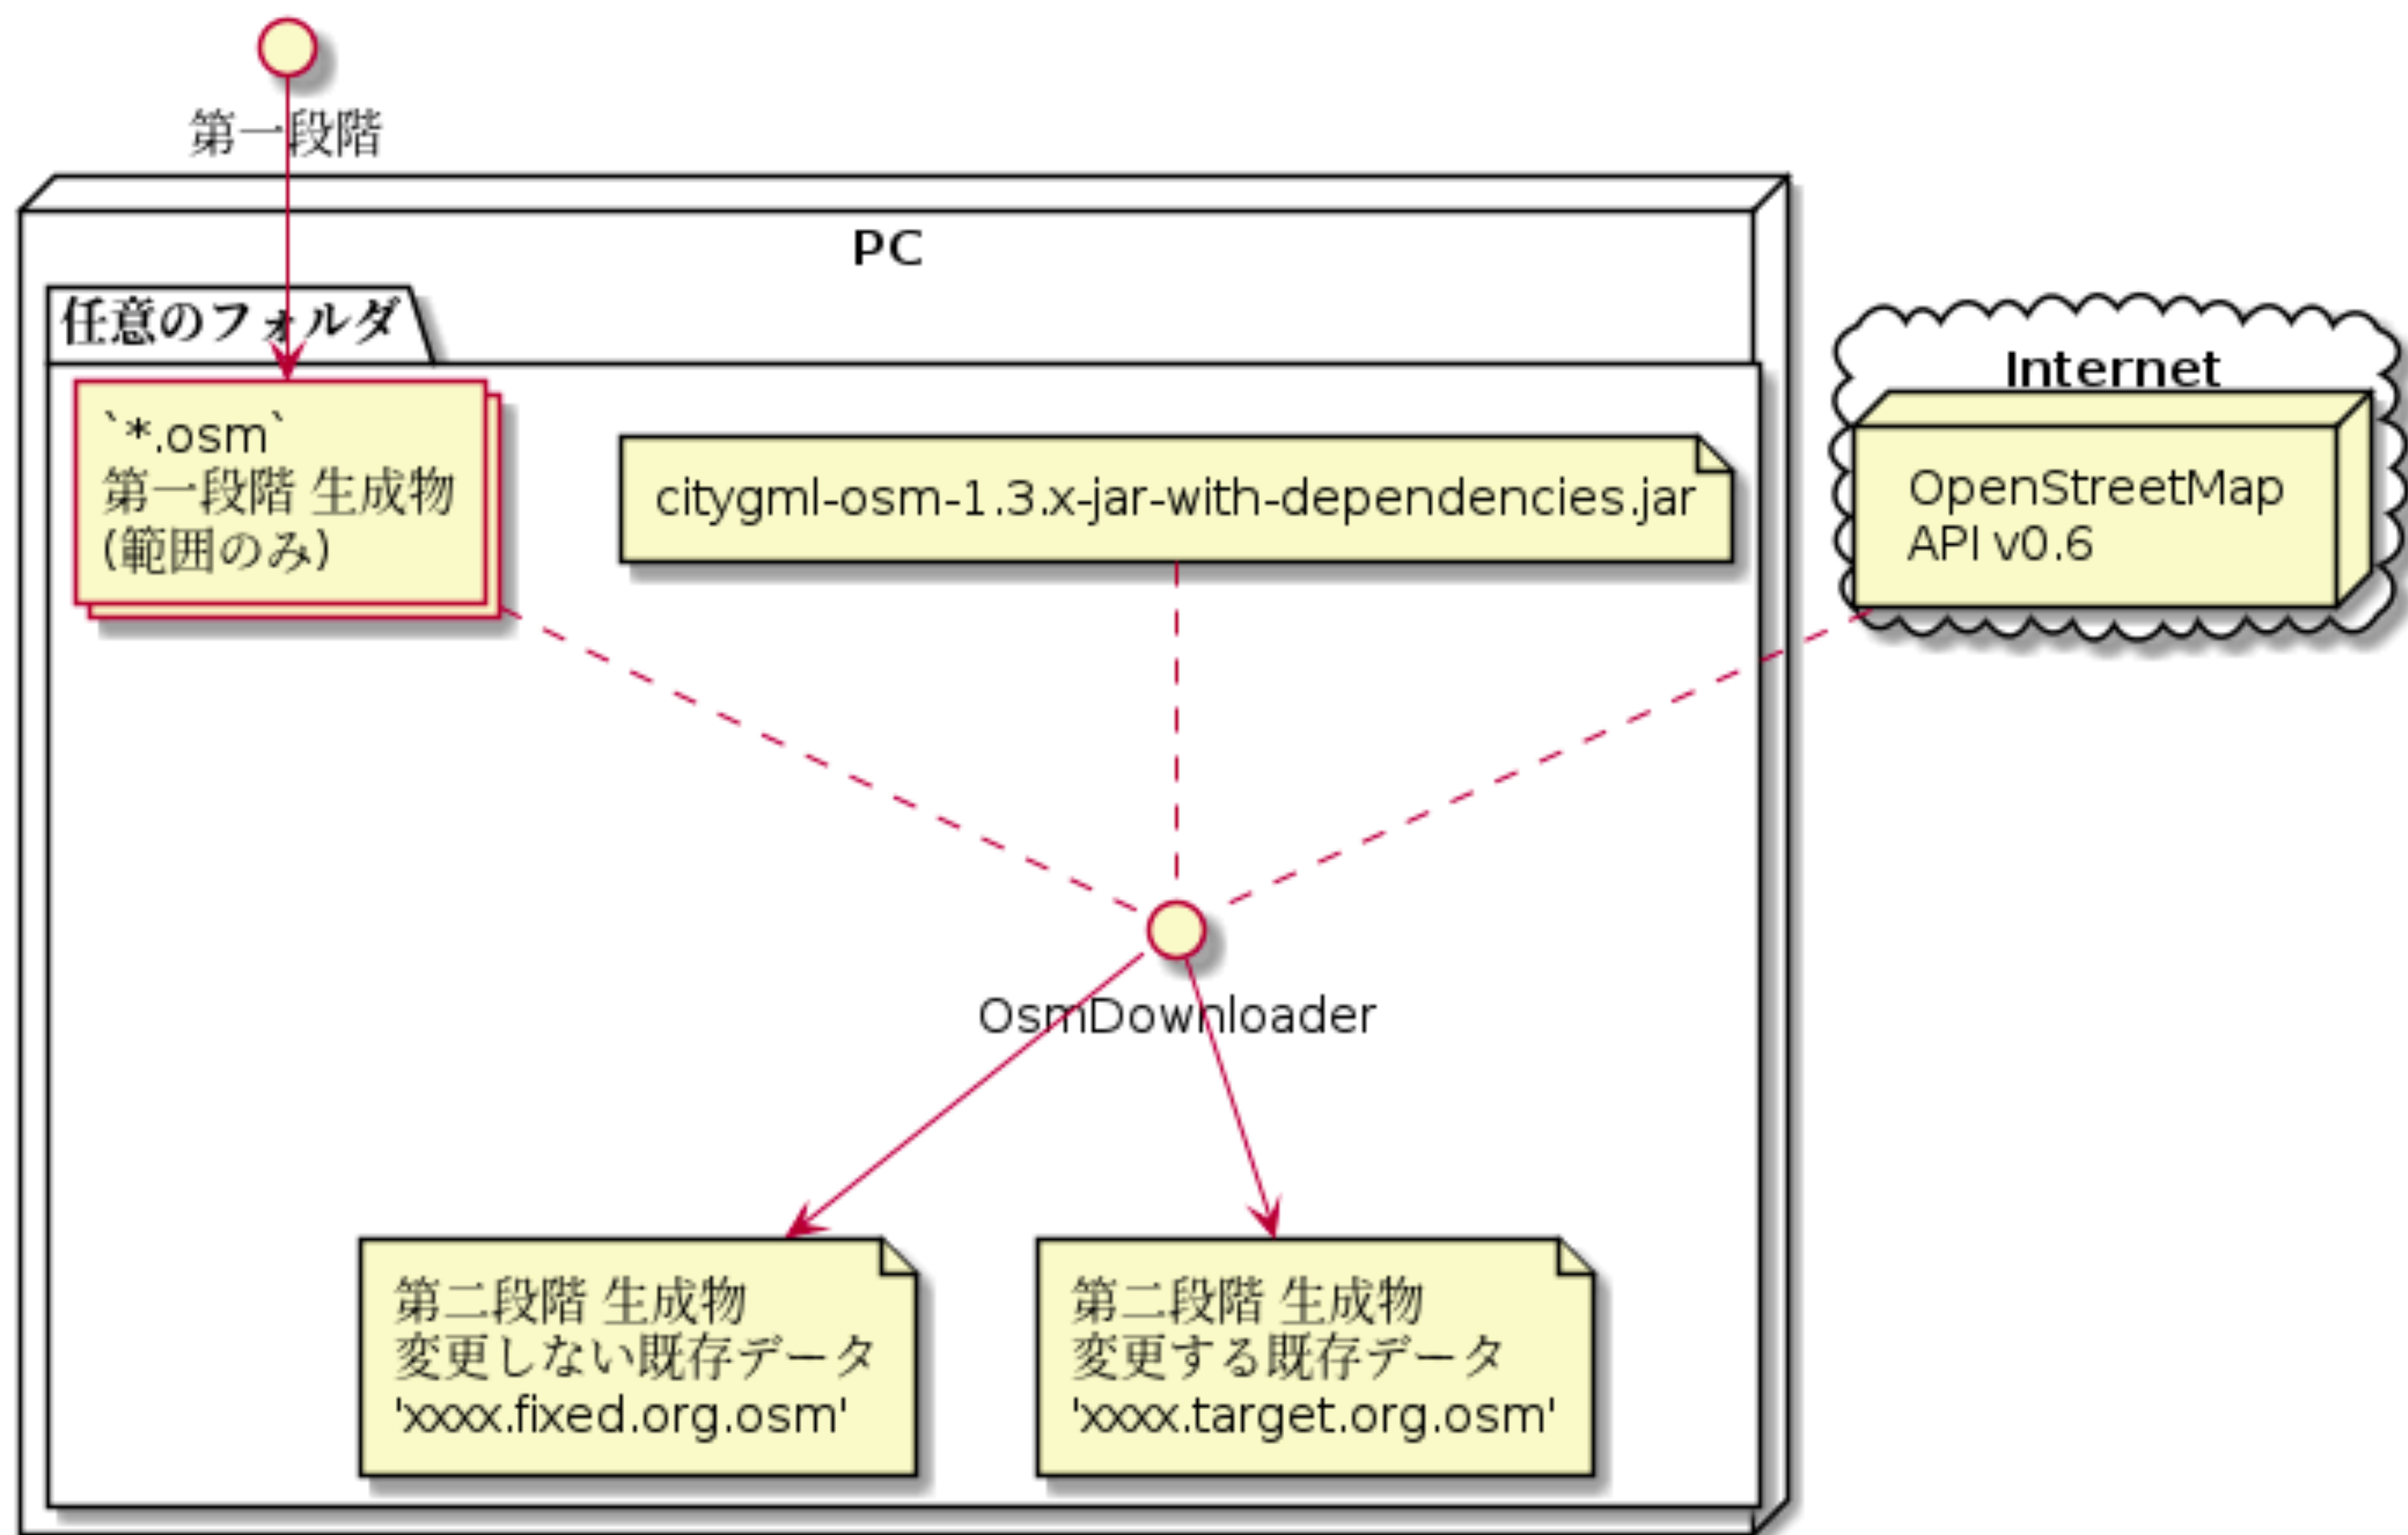 第一段階
PC
任意のフォルダ
Internet
`*.osm`
第一段階 生成物
(範囲のみ)
citygml-osm-1.3.x-jar-with-dependencies.jar
OpenStreetMap
API v0.6
OsmDownloader
第二段階 生成物
変更しない既存データ
'xxxx.fixed.org.osm'
第二段階 生成物
変更する既存データ
'xxxx.target.org.osm'